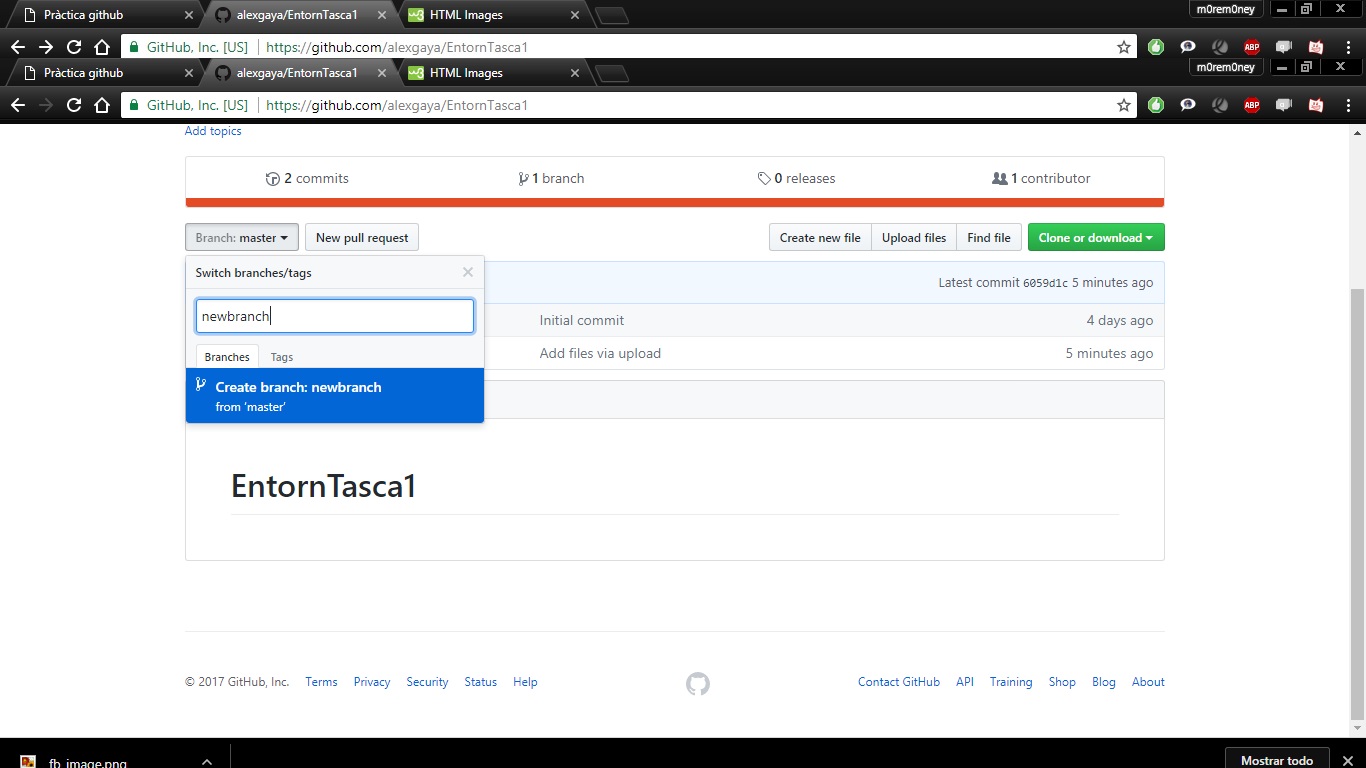 Pràctica github alexgaya/EntornTasca1 HTML Images m0rem0ney
GitHub, Inc. [US] https://github.com/alexgaya/EntornTasca1 ABP
Pràctica github alexgaya/EntornTasca1 HTML Images m0rem0ney
GitHub, Inc. [US] https://github.com/alexgaya/EntornTasca1 ABP
Add topics
2 commits 1 branch 0 releases 1 contributor
Branch: master New pull request Create new file Upload files Find file Clone or download
Switch branches/tags
Latest commit 6059d1c 5 minutes ago
newbranch
Initial commit 4 days ago
Branches Tags
Add files via upload 5 minutes ago
Create branch: newbranch
from 'master'
EntornTasca1
© 2017 GitHub, Inc. Terms Privacy Security Status Help Contact GitHub API Training Shop Blog About
fb_image.png Mostrar todo